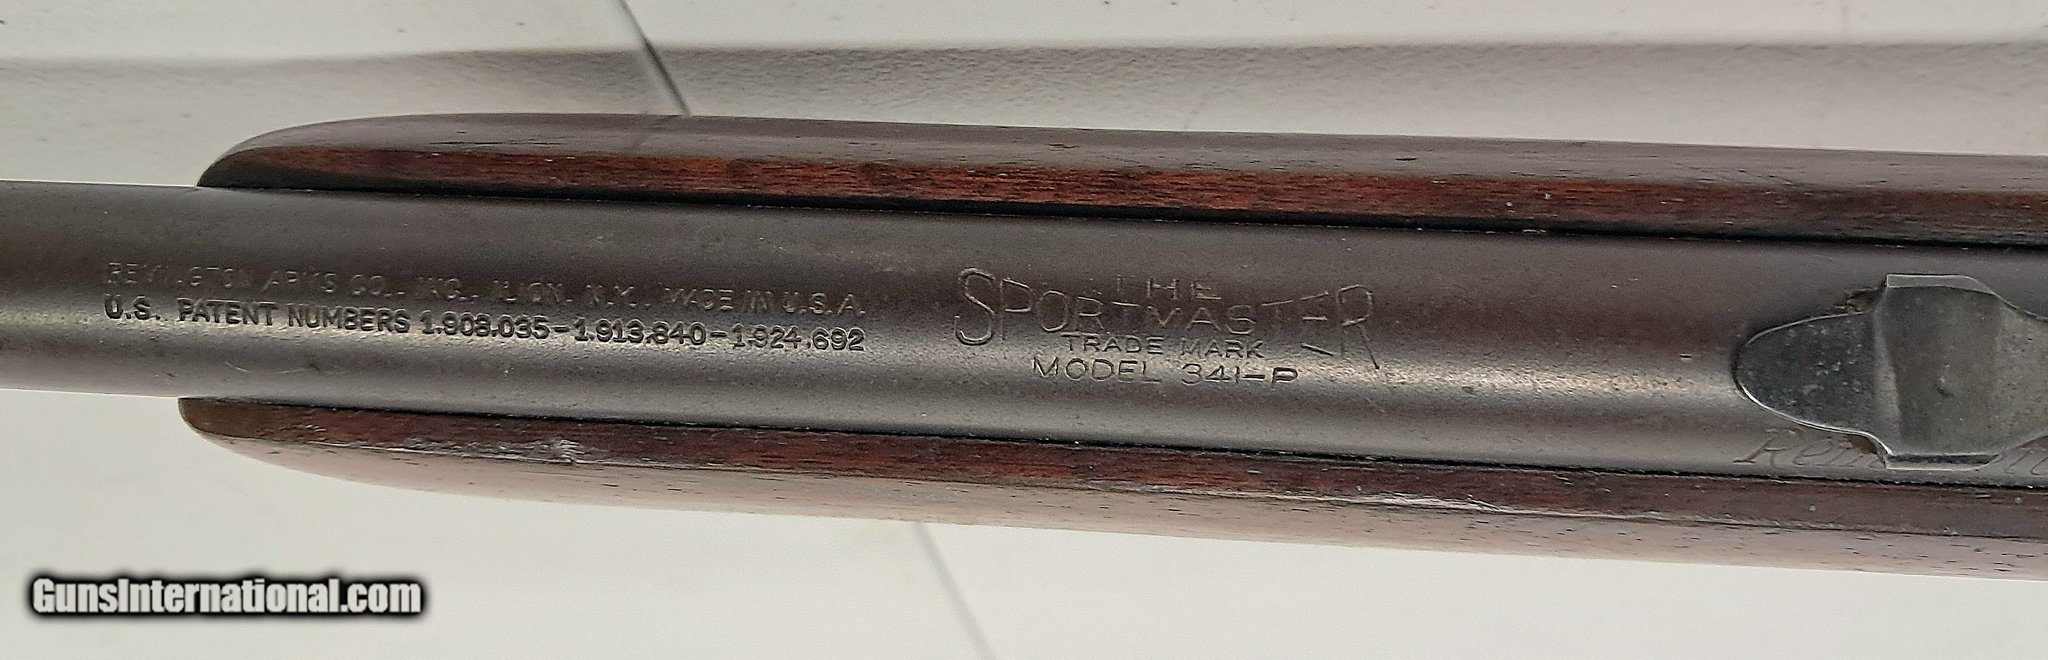 REMINGTON ARMS CO., INC., ILION, N.Y., MADE IN U.S.A.
U.S. PATENT NUMBERS 1,908,035-1,913,840-1,924,692
THE
SPORTMASTER
TRADE MARK
MODEL 341-P
GunsInternational.com